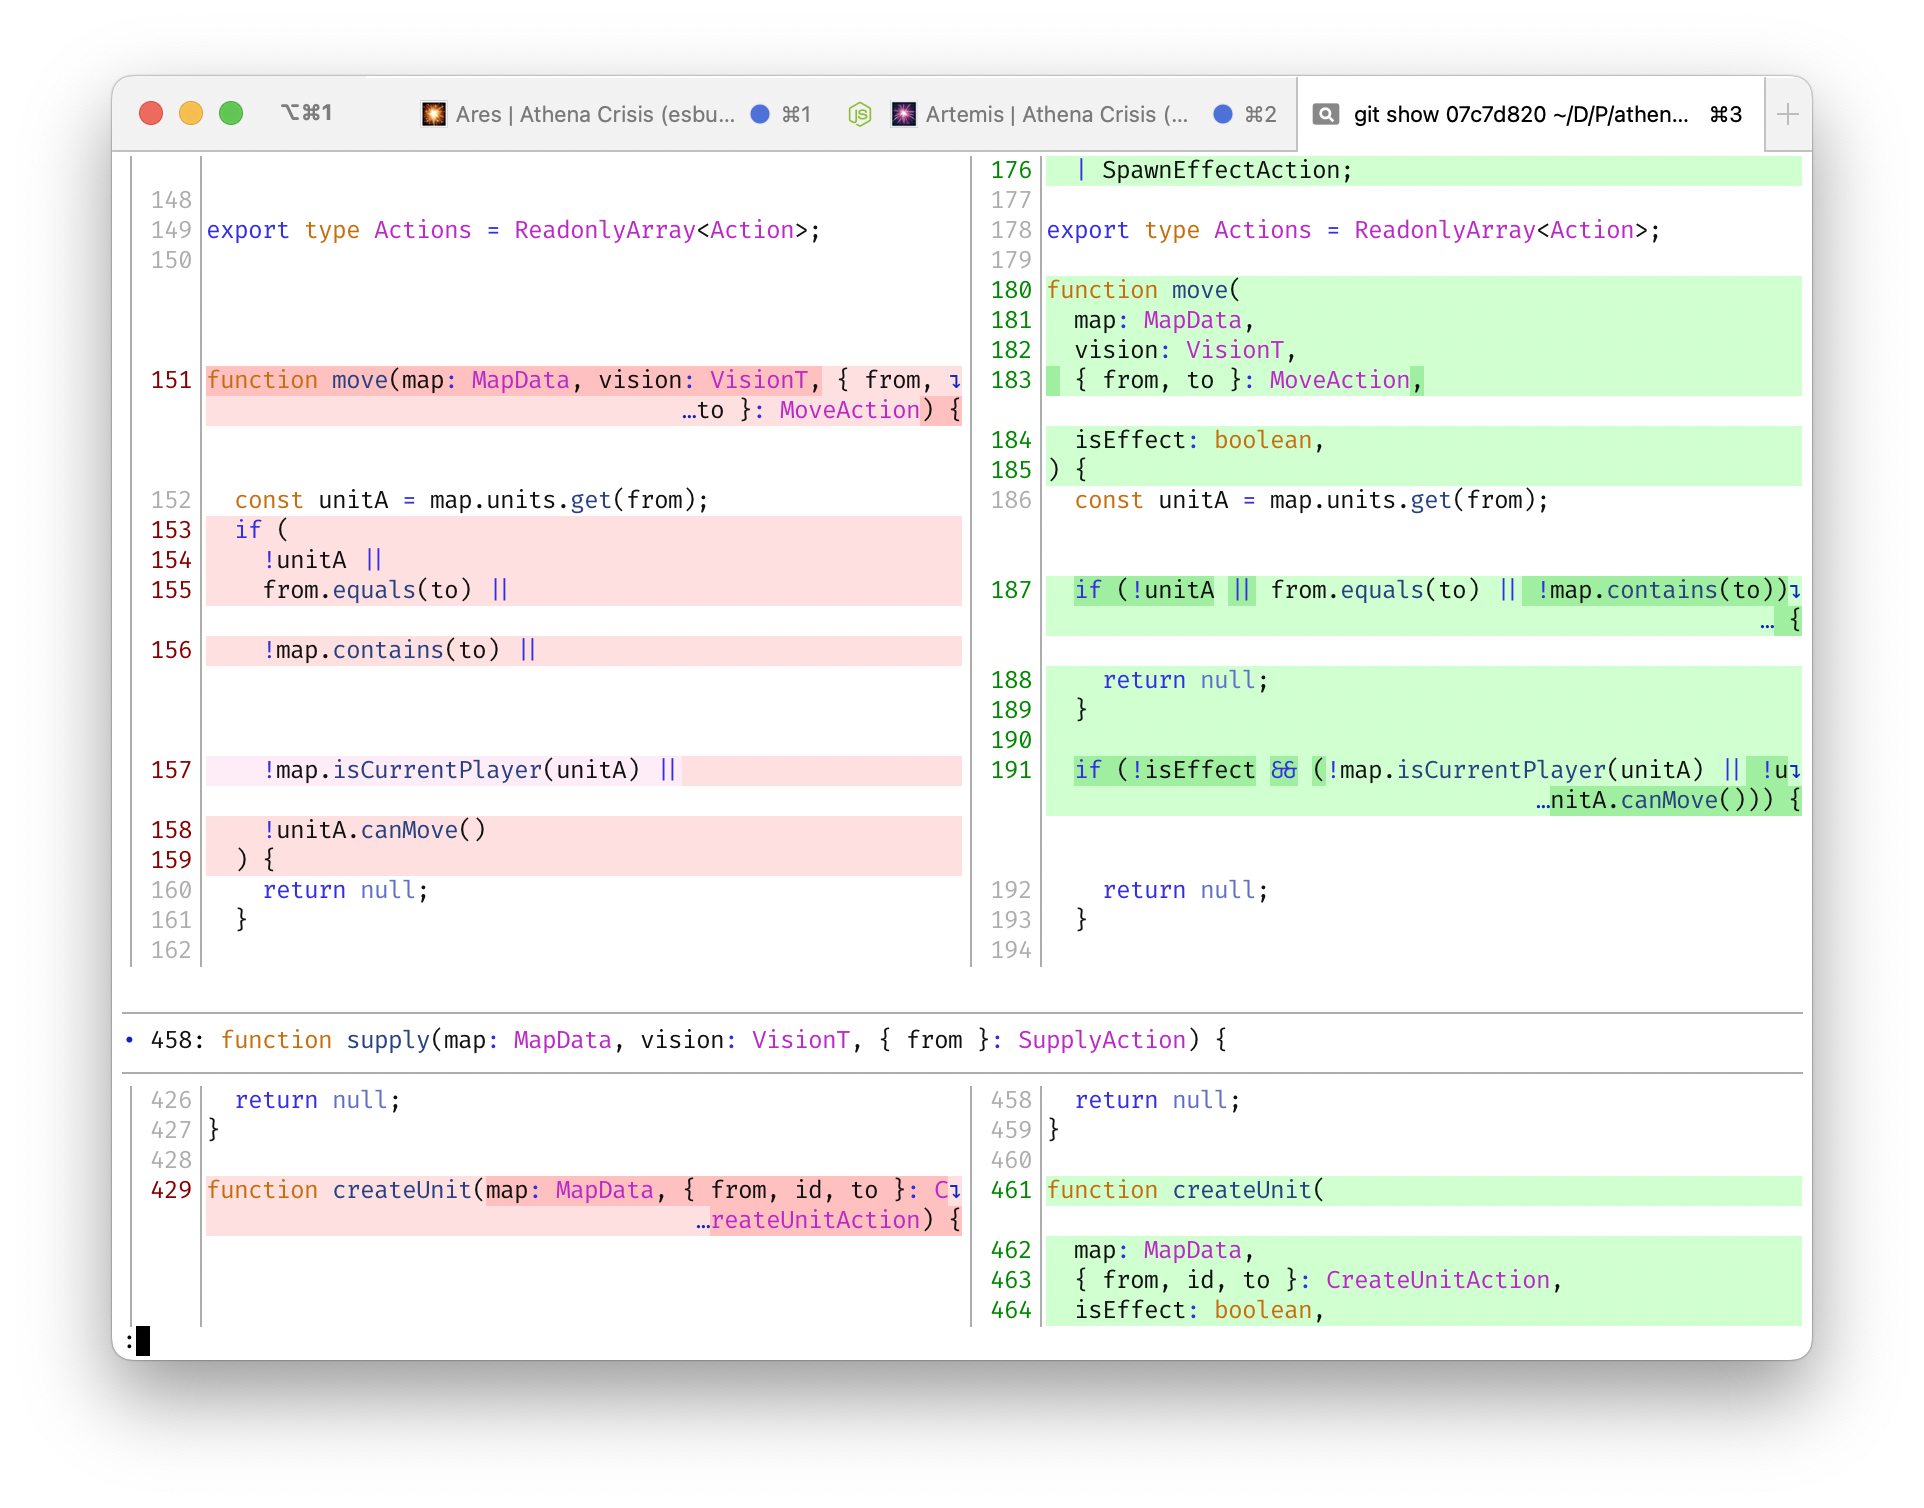 ⌥⌘1 Ares | Athena Crisis (esbu... ⌘1 Artemis | Athena Crisis (... ⌘2 git show 07c7d820 ~/D/P/athen... ⌘3 +
176   | SpawnEffectAction;
148 177
149 export type Actions = ReadonlyArray<Action>; 178 export type Actions = ReadonlyArray<Action>;
150 179
180 function move(
181   map: MapData,
182   vision: VisionT,
151 function move(map: MapData, vision: VisionT, { from, ↴ 183   { from, to }: MoveAction,
…to }: MoveAction) {
184   isEffect: boolean,
185 ) {
152   const unitA = map.units.get(from); 186   const unitA = map.units.get(from);
153   if (
154     !unitA ||
155     from.equals(to) || 187   if (!unitA || from.equals(to) || !map.contains(to))↴
… {
156     !map.contains(to) ||
188     return null;
189   }
190
157     !map.isCurrentPlayer(unitA) || 191   if (!isEffect && (!map.isCurrentPlayer(unitA) || !u↴
…nitA.canMove())) {
158     !unitA.canMove()
159   ) {
160     return null; 192     return null;
161   } 193   }
162 194
• 458: function supply(map: MapData, vision: VisionT, { from }: SupplyAction) {
426   return null; 458   return null;
427 } 459 }
428 460
429 function createUnit(map: MapData, { from, id, to }: C↴ 461 function createUnit(
…reateUnitAction) {
462   map: MapData,
463   { from, id, to }: CreateUnitAction,
464   isEffect: boolean,
: